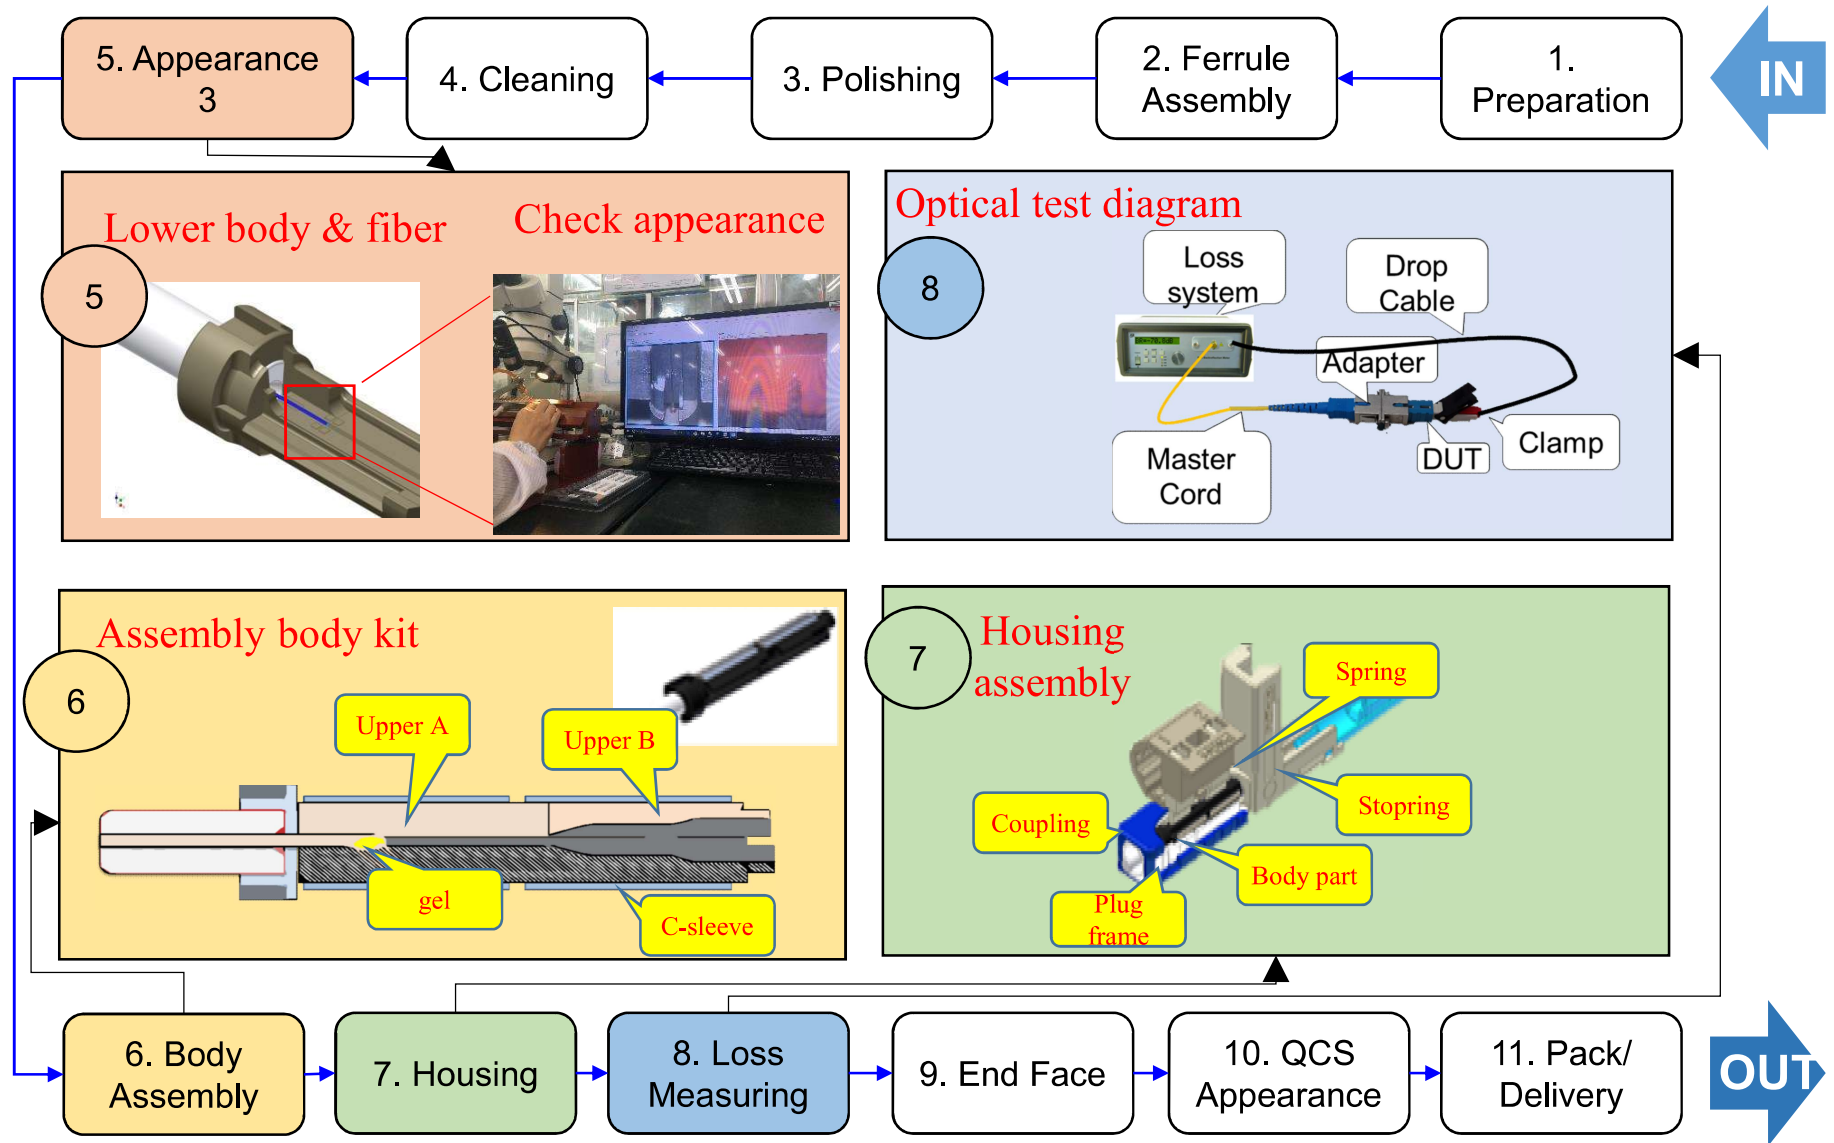 5. Appearance
3
4. Cleaning
3. Polishing
2. Ferrule
Assembly
1.
Preparation
IN
Lower body & fiber
Check appearance
5
Optical test diagram
8
Loss
system
Drop
Cable
Adapter
Master
Cord
DUT
Clamp
Assembly body kit
6
Upper A
Upper B
gel
C-sleeve
7
Housing
assembly
Spring
Stopring
Coupling
Body part
Plug
frame
6. Body
Assembly
7. Housing
8. Loss
Measuring
9. End Face
10. QCS
Appearance
11. Pack/
Delivery
OUT